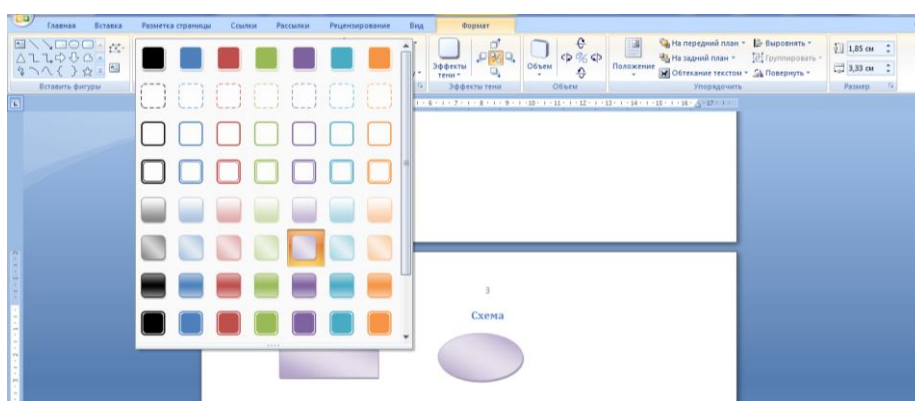 Главная Вставка Разметка страницы Ссылки Рассылки Рецензирование Вид Формат
Вставить фигуры
Эффекты тени
Эффекты тени
Объем
Объем
Положение
На передний план
На задний план
Обтекание текстом
Выровнять
Группировать
Повернуть
Упорядочить
1,85 см
3,33 см
Размер
3
Схема